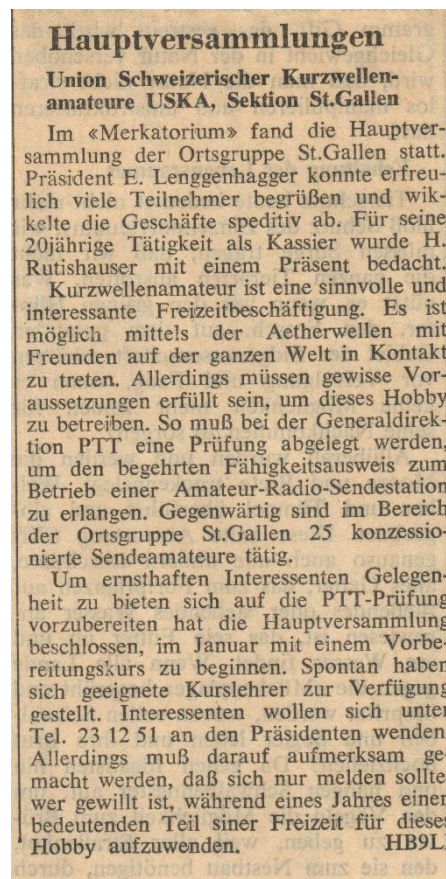 Hauptversammlungen
Union Schweizerischer Kurzwellen-
amateure USKA, Sektion St.Gallen
Im «Merkatorium» fand die Hauptver-
sammlung der Ortsgruppe St.Gallen statt.
Präsident E. Lenggenhagger konnte erfreu-
lich viele Teilnehmer begrüßen und wik-
kelte die Geschäfte speditiv ab. Für seine
20jährige Tätigkeit als Kassier wurde H.
Rutishauser mit einem Präsent bedacht.
Kurzwellenamateur ist eine sinnvolle und
interessante Freizeitbeschäftigung. Es ist
möglich mittels der Aetherwellen mit
Freunden auf der ganzen Welt in Kontakt
zu treten. Allerdings müssen gewisse Vor-
aussetzungen erfüllt sein, um dieses Hobby
zu betreiben. So muß bei der Generaldirek-
tion PTT eine Prüfung abgelegt werden,
um den begehrten Fähigkeitsausweis zum
Betrieb einer Amateur-Radio-Sendestation
zu erlangen. Gegenwärtig sind im Bereich
der Ortsgruppe St.Gallen 25 konzessio-
nierte Sendeamateure tätig.
Um ernsthaften Interessenten Gelegen-
heit zu bieten sich auf die PTT-Prüfung
vorzubereiten hat die Hauptversammlung
beschlossen, im Januar mit einem Vorbe-
reitungskurs zu beginnen. Spontan haben
sich geeignete Kurslehrer zur Verfügung
gestellt. Interessenten wollen sich unter
Tel. 23 12 51 an den Präsidenten wenden
Allerdings muß darauf aufmerksam ge-
macht werden, daß sich nur melden sollte
wer gewillt ist, während eines Jahres einen
bedeutenden Teil siner Freizeit für dieses
Hobby aufzuwenden. HB9L